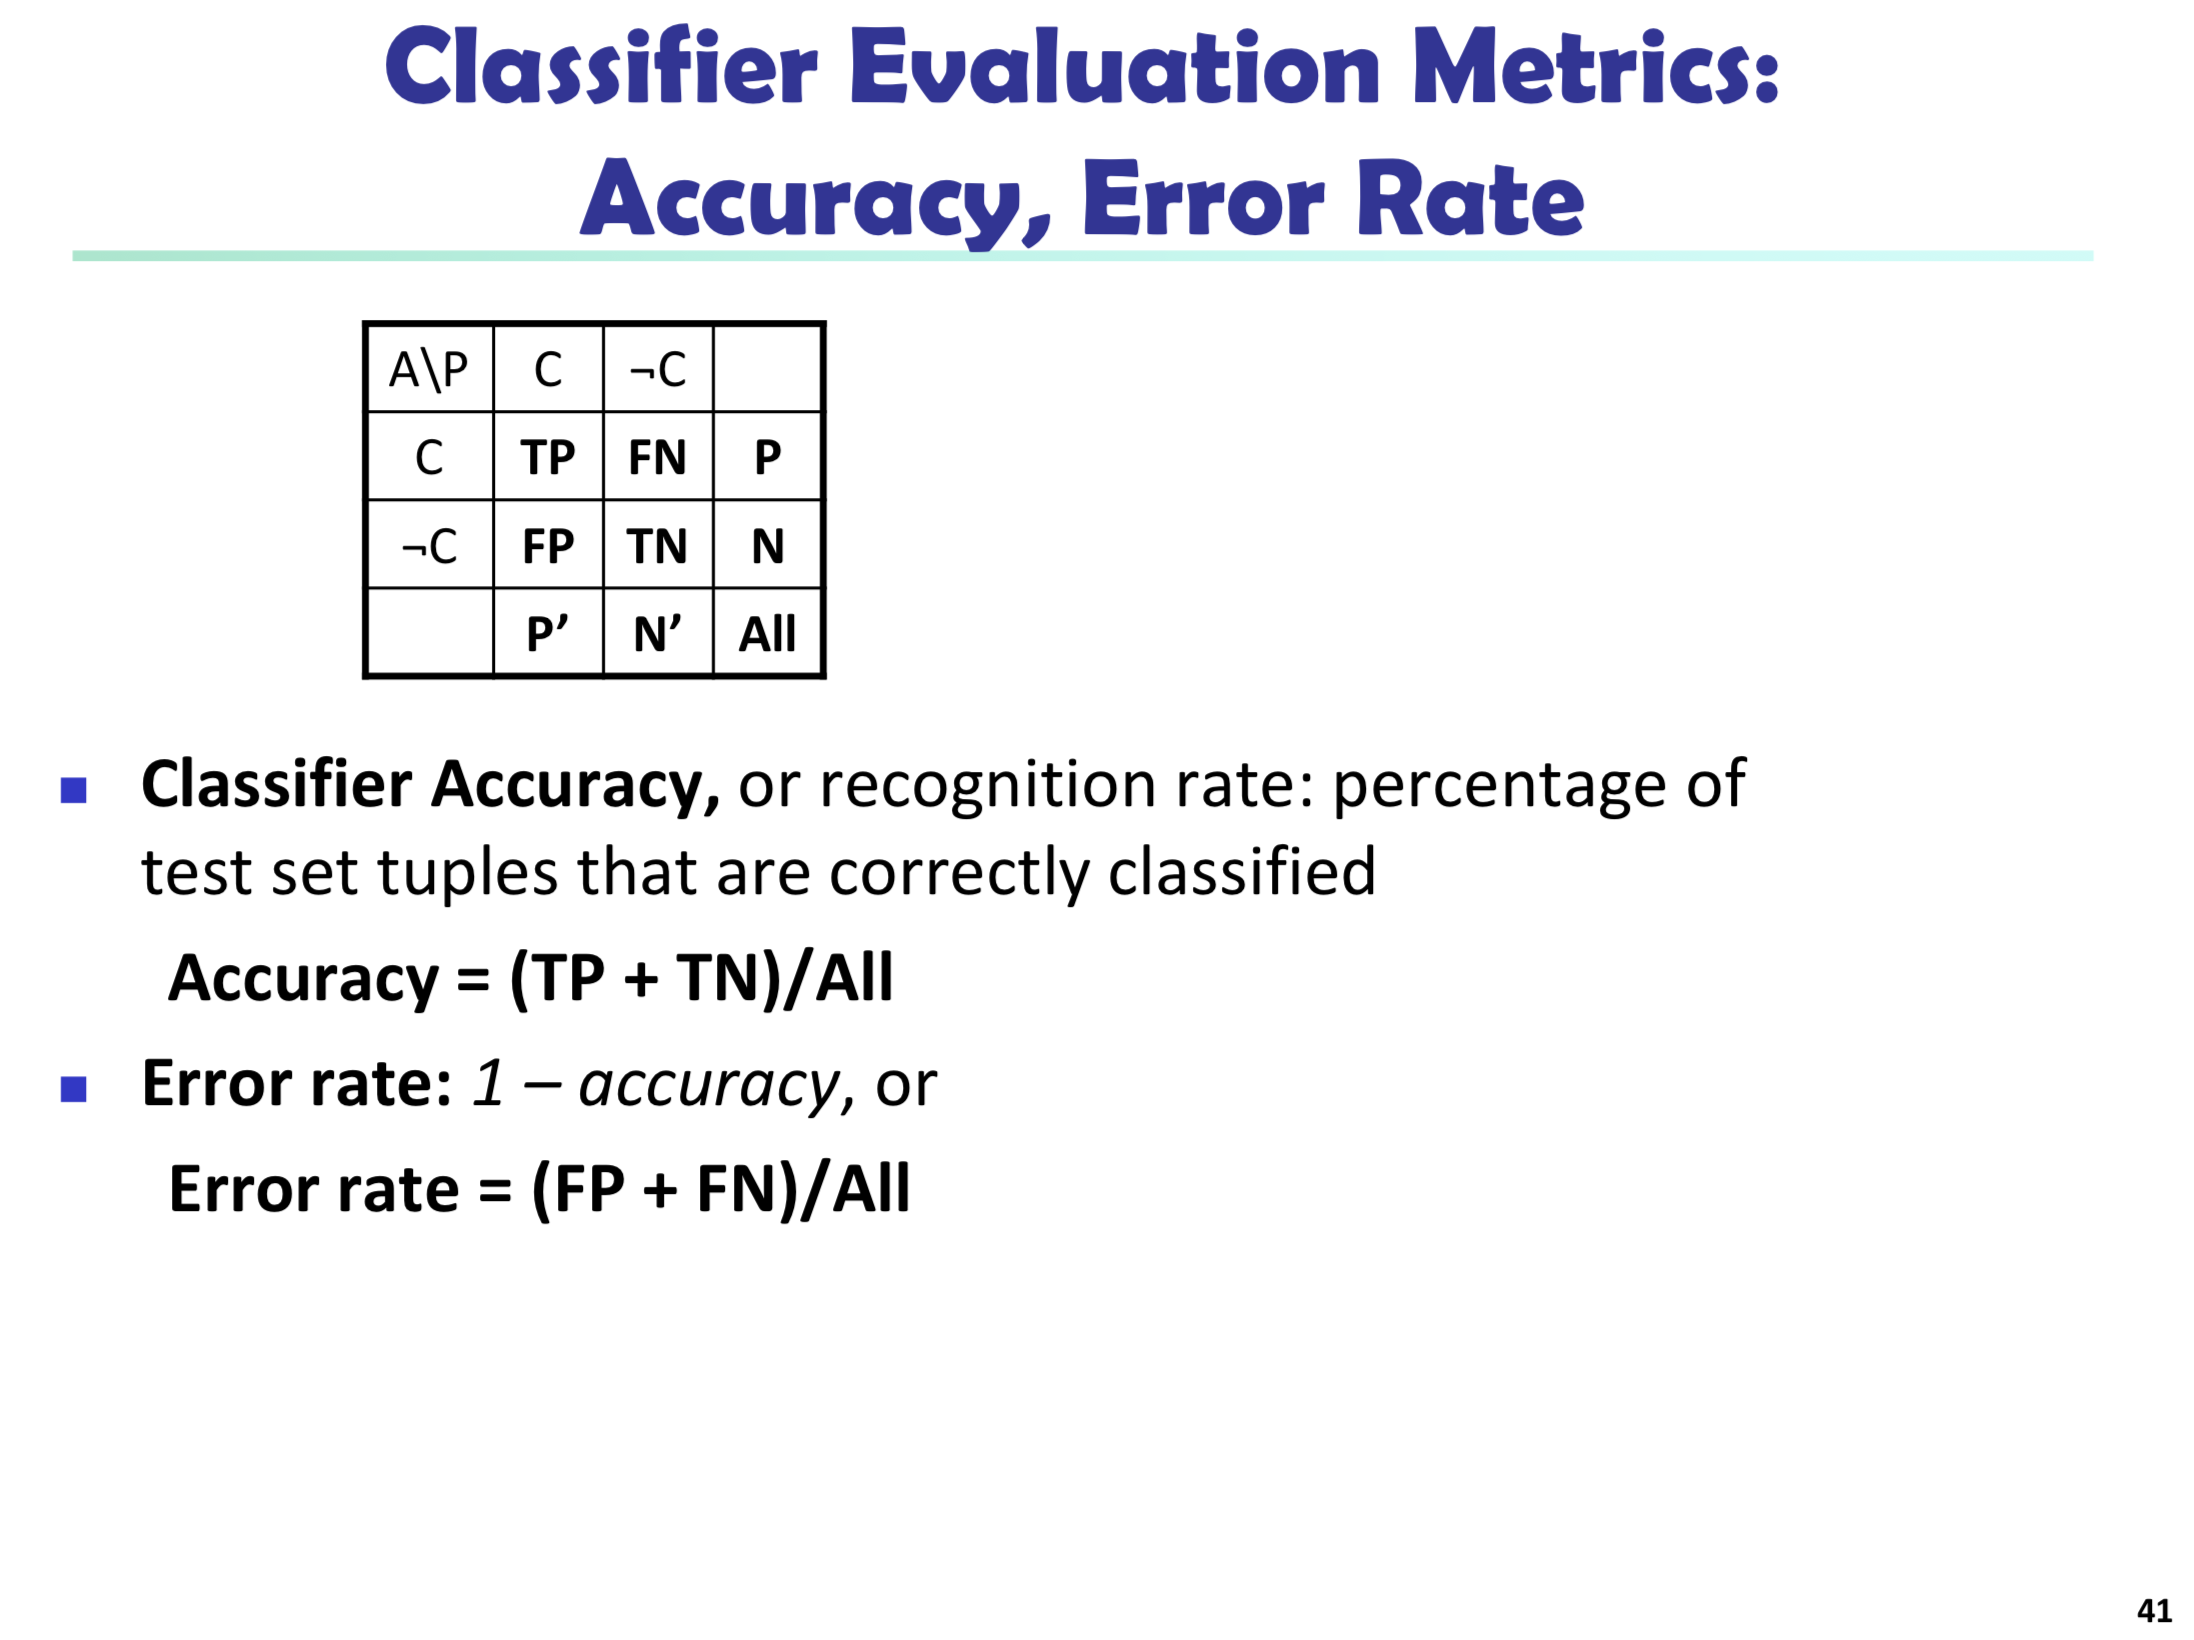 Classifier Evaluation Metrics:
Accuracy, Error Rate
A\P C ¬C
C TP FN P
¬C FP TN N
P’ N’ All
Classifier Accuracy, or recognition rate: percentage of
test set tuples that are correctly classified
Accuracy = (TP + TN)/All
Error rate: 1 – accuracy, or
Error rate = (FP + FN)/All
41